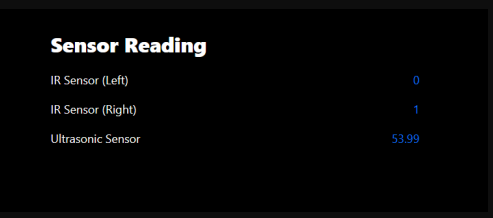 Sensor Reading
IR Sensor (Left) 0
IR Sensor (Right) 1
Ultrasonic Sensor 53.99